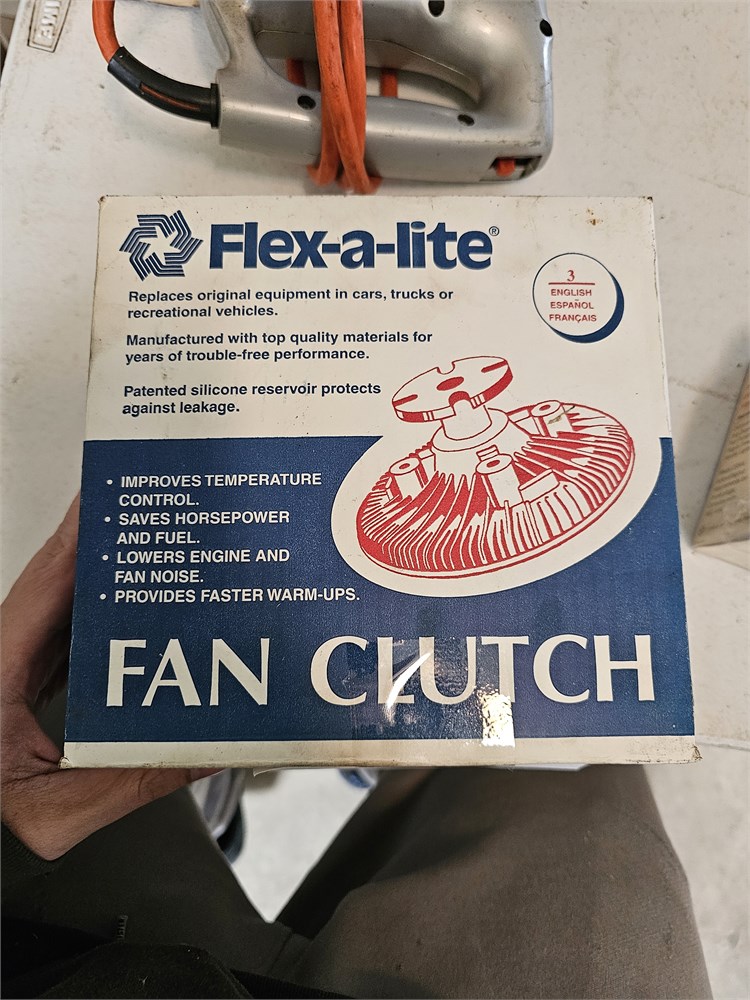 Flex-a-lite®
Replaces original equipment in cars, trucks or
recreational vehicles.
Manufactured with top quality materials for
years of trouble-free performance.
Patented silicone reservoir protects
against leakage.
3
ENGLISH
ESPAÑOL
FRANÇAIS
• IMPROVES TEMPERATURE
CONTROL.
• SAVES HORSEPOWER
AND FUEL.
• LOWERS ENGINE AND
FAN NOISE.
• PROVIDES FASTER WARM-UPS.
FAN CLUTCH